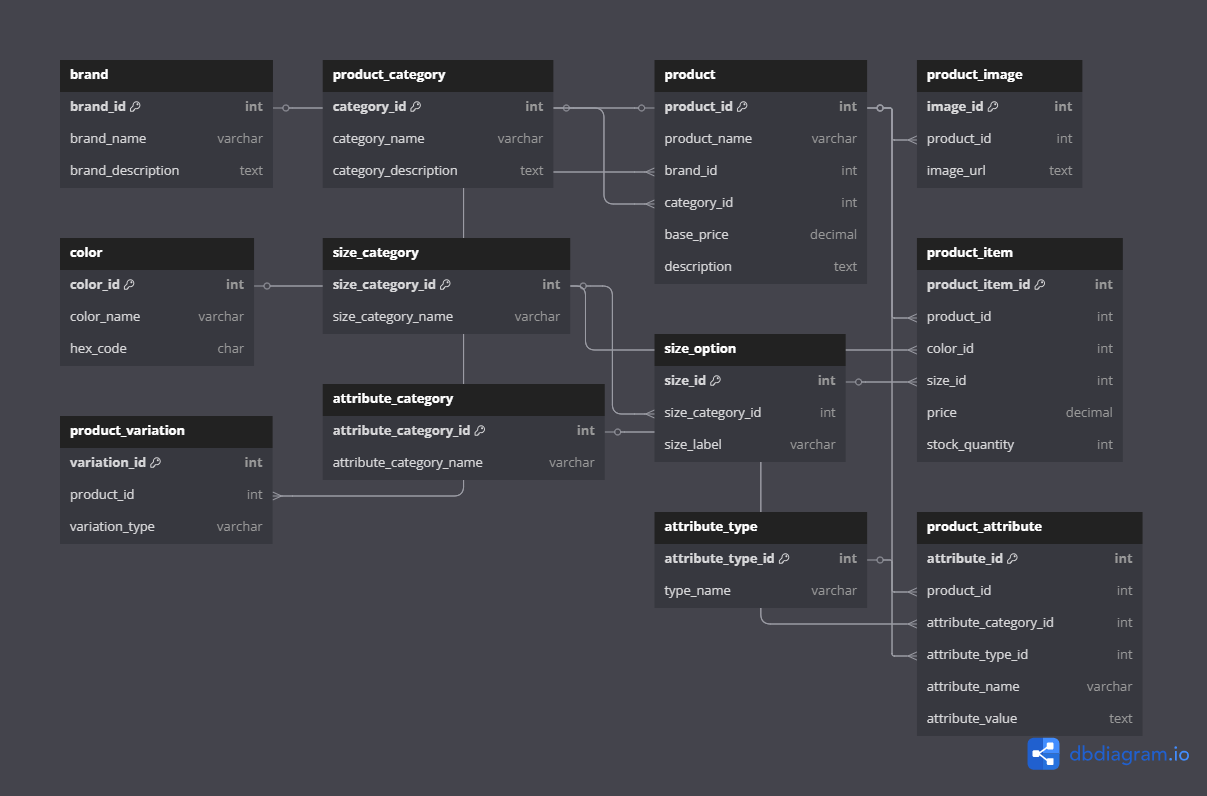 brand
brand_id int
brand_name varchar
brand_description text
product_category
category_id int
category_name varchar
category_description text
product
product_id int
product_name varchar
brand_id int
category_id int
base_price decimal
description text
product_image
image_id int
product_id int
image_url text
color
color_id int
color_name varchar
hex_code char
size_category
size_category_id int
size_category_name varchar
product_item
product_item_id int
product_id int
color_id int
size_id int
price decimal
stock_quantity int
size_option
size_id int
size_category_id int
size_label varchar
attribute_category
attribute_category_id int
attribute_category_name varchar
product_variation
variation_id int
product_id int
variation_type varchar
attribute_type
attribute_type_id int
type_name varchar
product_attribute
attribute_id int
product_id int
attribute_category_id int
attribute_type_id int
attribute_name varchar
attribute_value text
dbdiagram.io